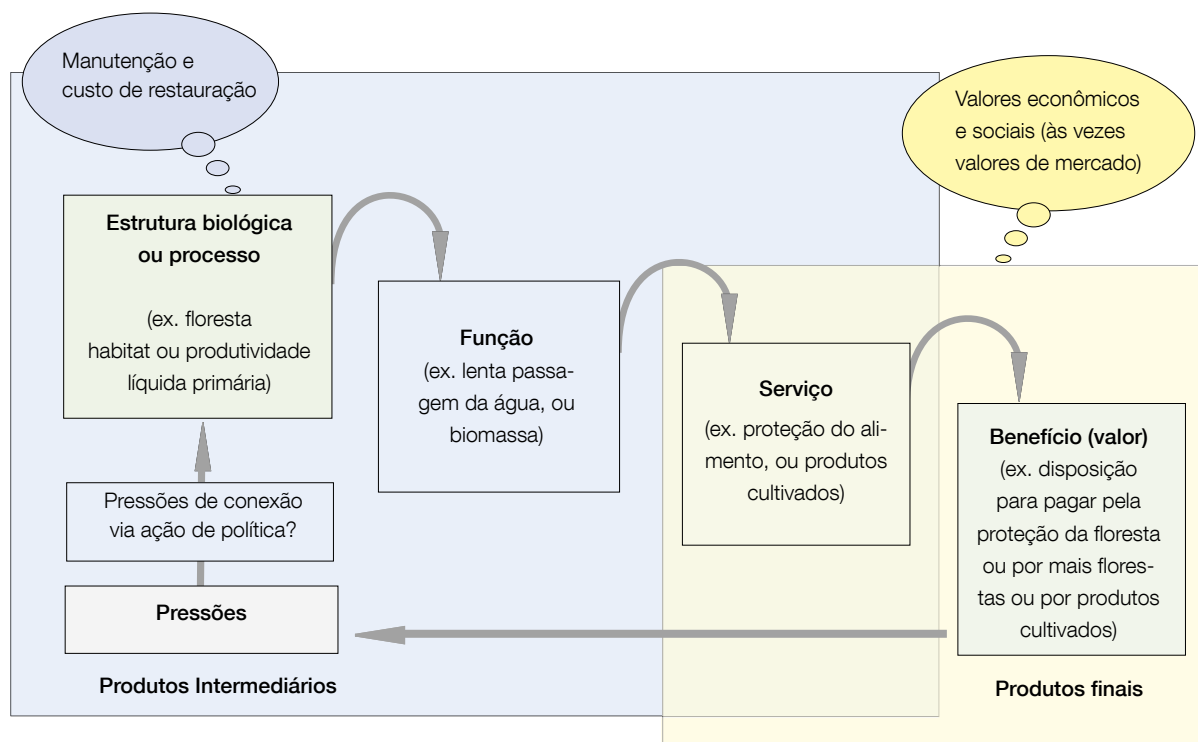 Manutenção e
custo de restauração
Valores econômicos
e sociais (às vezes
valores de mercado)
Estrutura biológica
ou processo
(ex. floresta
habitat ou produtividade
líquida primária)
Função
(ex. lenta passa-
gem da água, ou
biomassa)
Serviço
(ex. proteção do ali-
mento, ou produtos
cultivados)
Benefício (valor)
(ex. disposição
para pagar pela
proteção da floresta
ou por mais flores-
tas ou por produtos
cultivados)
Pressões de conexão
via ação de política?
Pressões
Produtos Intermediários
Produtos finais